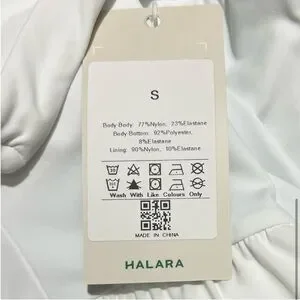 S
Body-Body: 77%Nylon, 23%Elastane
Body-Bottom: 92%Polyester,
8%Elastane
Lining: 90%Nylon, 10%Elastane
Wash With Like Colours Only
MADE IN CHINA
HALARA